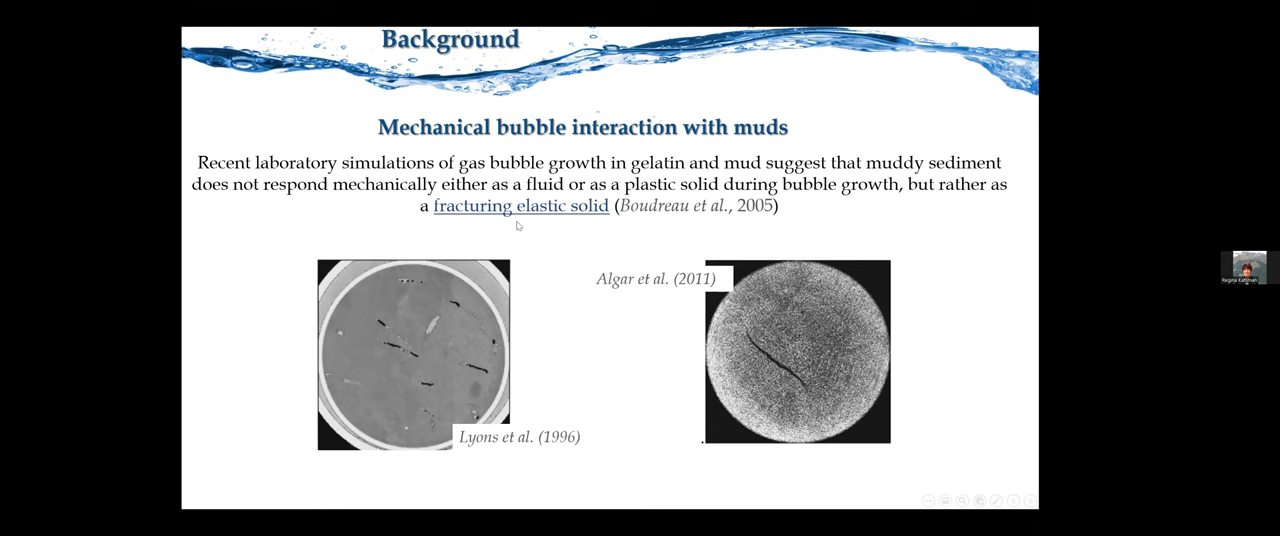 Background
Mechanical bubble interaction with muds
Recent laboratory simulations of gas bubble growth in gelatin and mud suggest that muddy sediment
does not respond mechanically either as a fluid or as a plastic solid during bubble growth, but rather as
a fracturing elastic solid (Boudreau et al., 2005)
Algar et al. (2011)
Lyons et al. (1996)
Regina Katsman